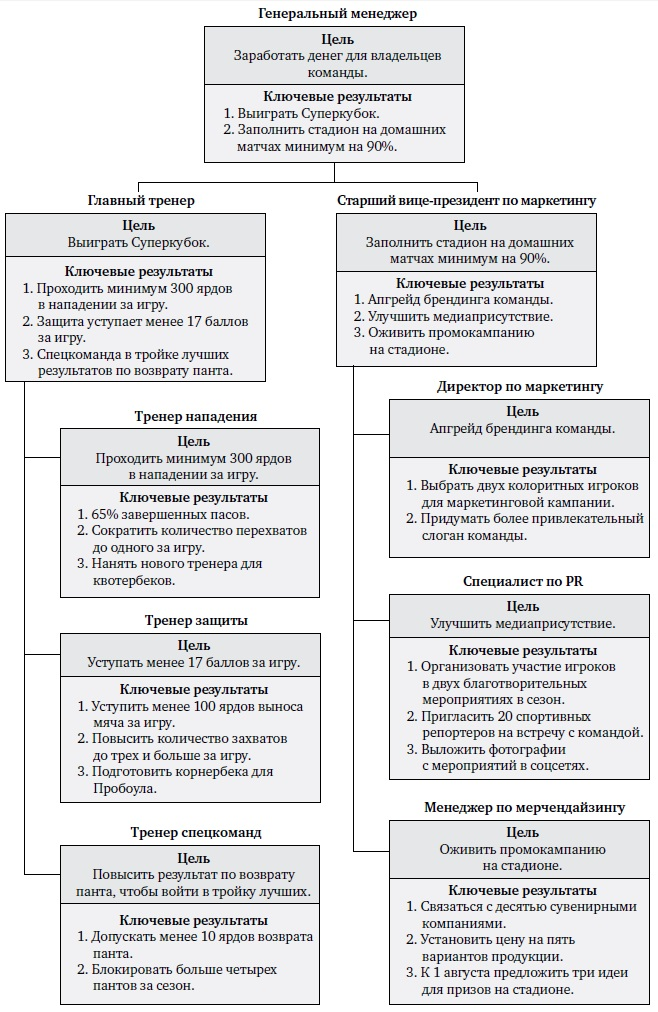 Генеральный менеджер
Цель
Заработать денег для владельцев
команды.
Ключевые результаты
1. Выиграть Суперкубок.
2. Заполнить стадион на домашних
матчах минимум на 90%.
Главный тренер
Цель
Выиграть Суперкубок.
Ключевые результаты
1. Проходить минимум 300 ярдов
в нападении за игру.
2. Защита уступает менее 17 баллов
за игру.
3. Спецкоманда в тройке лучших
результатов по возврату панта.
Тренер нападения
Цель
Проходить минимум 300 ярдов
в нападении за игру.
Ключевые результаты
1. 65% завершенных пасов.
2. Сократить количество перехватов
до одного за игру.
3. Нанять нового тренера для
квотербеков.
Тренер защиты
Цель
Уступать менее 17 баллов за игру.
Ключевые результаты
1. Уступить менее 100 ярдов выноса
мяча за игру.
2. Повысить количество захватов
до трех и больше за игру.
3. Подготовить корнербека для
Пробоула.
Тренер спецкоманд
Цель
Повысить результат по возврату
панта, чтобы войти в тройку лучших.
Ключевые результаты
1. Допускать менее 10 ярдов возврата
панта.
2. Блокировать больше четырех
пантов за сезон.
Старший вице-президент по маркетингу
Цель
Заполнить стадион на домашних
матчах минимум на 90%.
Ключевые результаты
1. Апгрейд брендинга команды.
2. Улучшить медиаприсутствие.
3. Оживить промокампанию
на стадионе.
Директор по маркетингу
Цель
Апгрейд брендинга команды.
Ключевые результаты
1. Выбрать двух колоритных игроков
для маркетинговой кампании.
2. Придумать более привлекательный
слоган команды.
Специалист по PR
Цель
Улучшить медиаприсутствие.
Ключевые результаты
1. Организовать участие игроков
в двух благотворительных
мероприятиях в сезон.
2. Пригласить 20 спортивных
репортеров на встречу с командой.
3. Выложить фотографии
с мероприятий в соцсетях.
Менеджер по мерчендайзингу
Цель
Оживить промокампанию
на стадионе.
Ключевые результаты
1. Связаться с десятью сувенирными
компаниями.
2. Установить цену на пять
вариантов продукции.
3. К 1 августа предложить три идеи
для призов на стадионе.